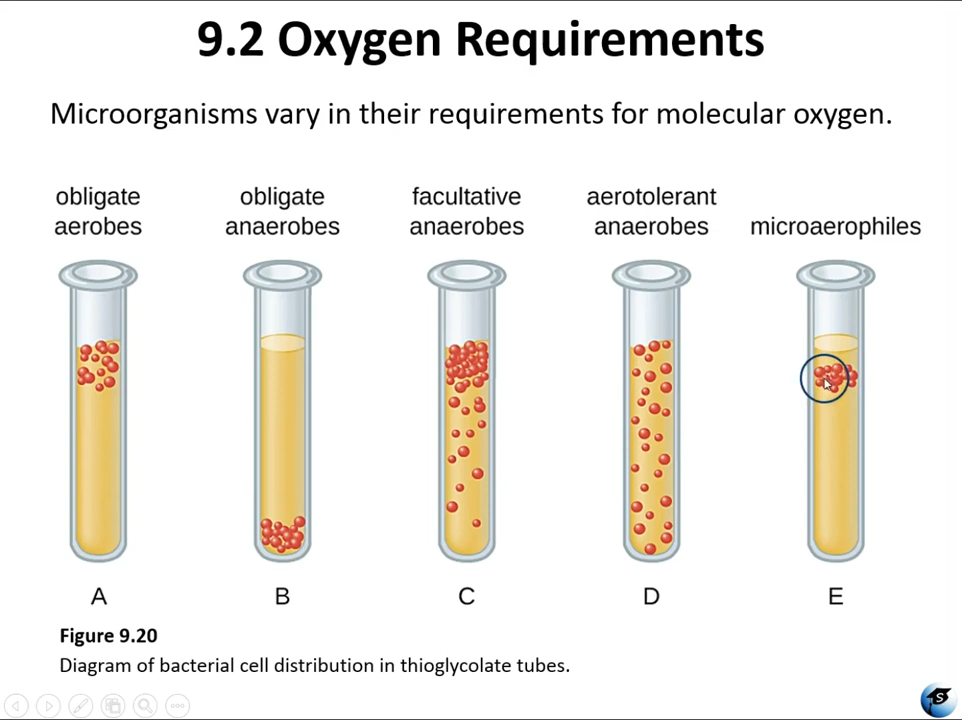 9.2 Oxygen Requirements
Microorganisms vary in their requirements for molecular oxygen.
obligate
aerobes
obligate
anaerobes
facultative
anaerobes
aerotolerant
anaerobes
microaerophiles
A
B
C
D
E
Figure 9.20
Diagram of bacterial cell distribution in thioglycolate tubes.
S